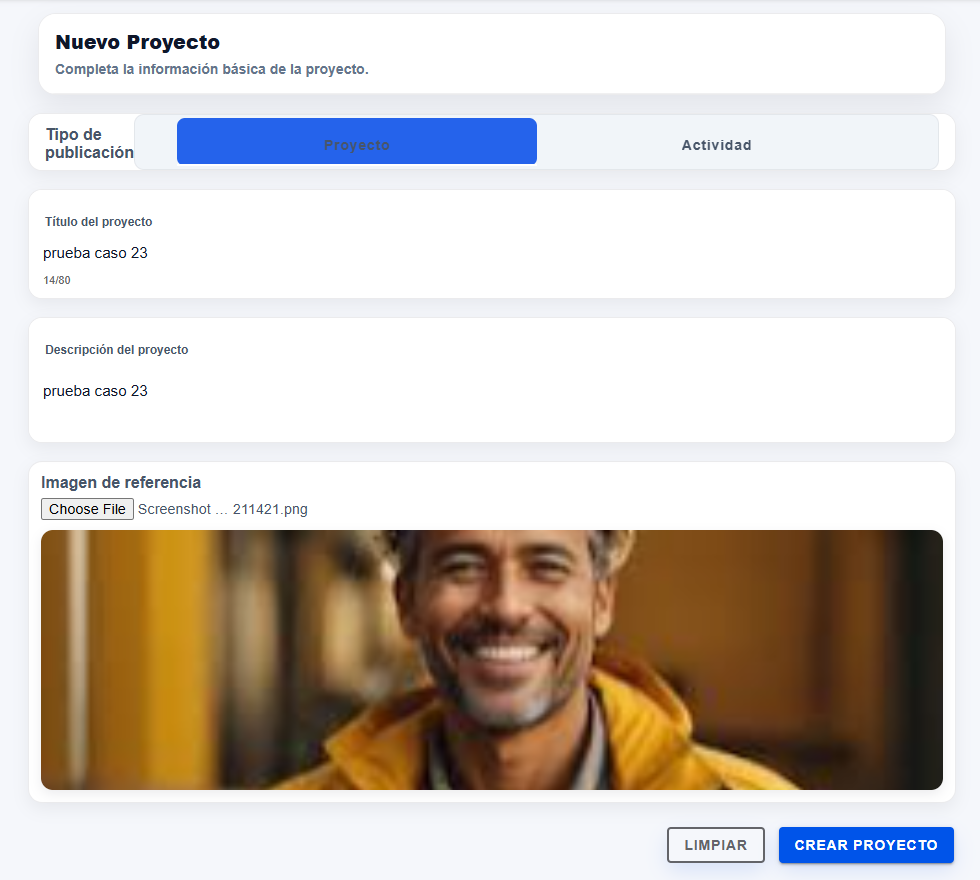 Nuevo Proyecto
Completa la información básica de la proyecto.
Tipo de
publicación
Proyecto
Actividad
Título del proyecto
prueba caso 23
14/80
Descripción del proyecto
prueba caso 23
Imagen de referencia
Choose File Screenshot ... 211421.png
LIMPIAR
CREAR PROYECTO